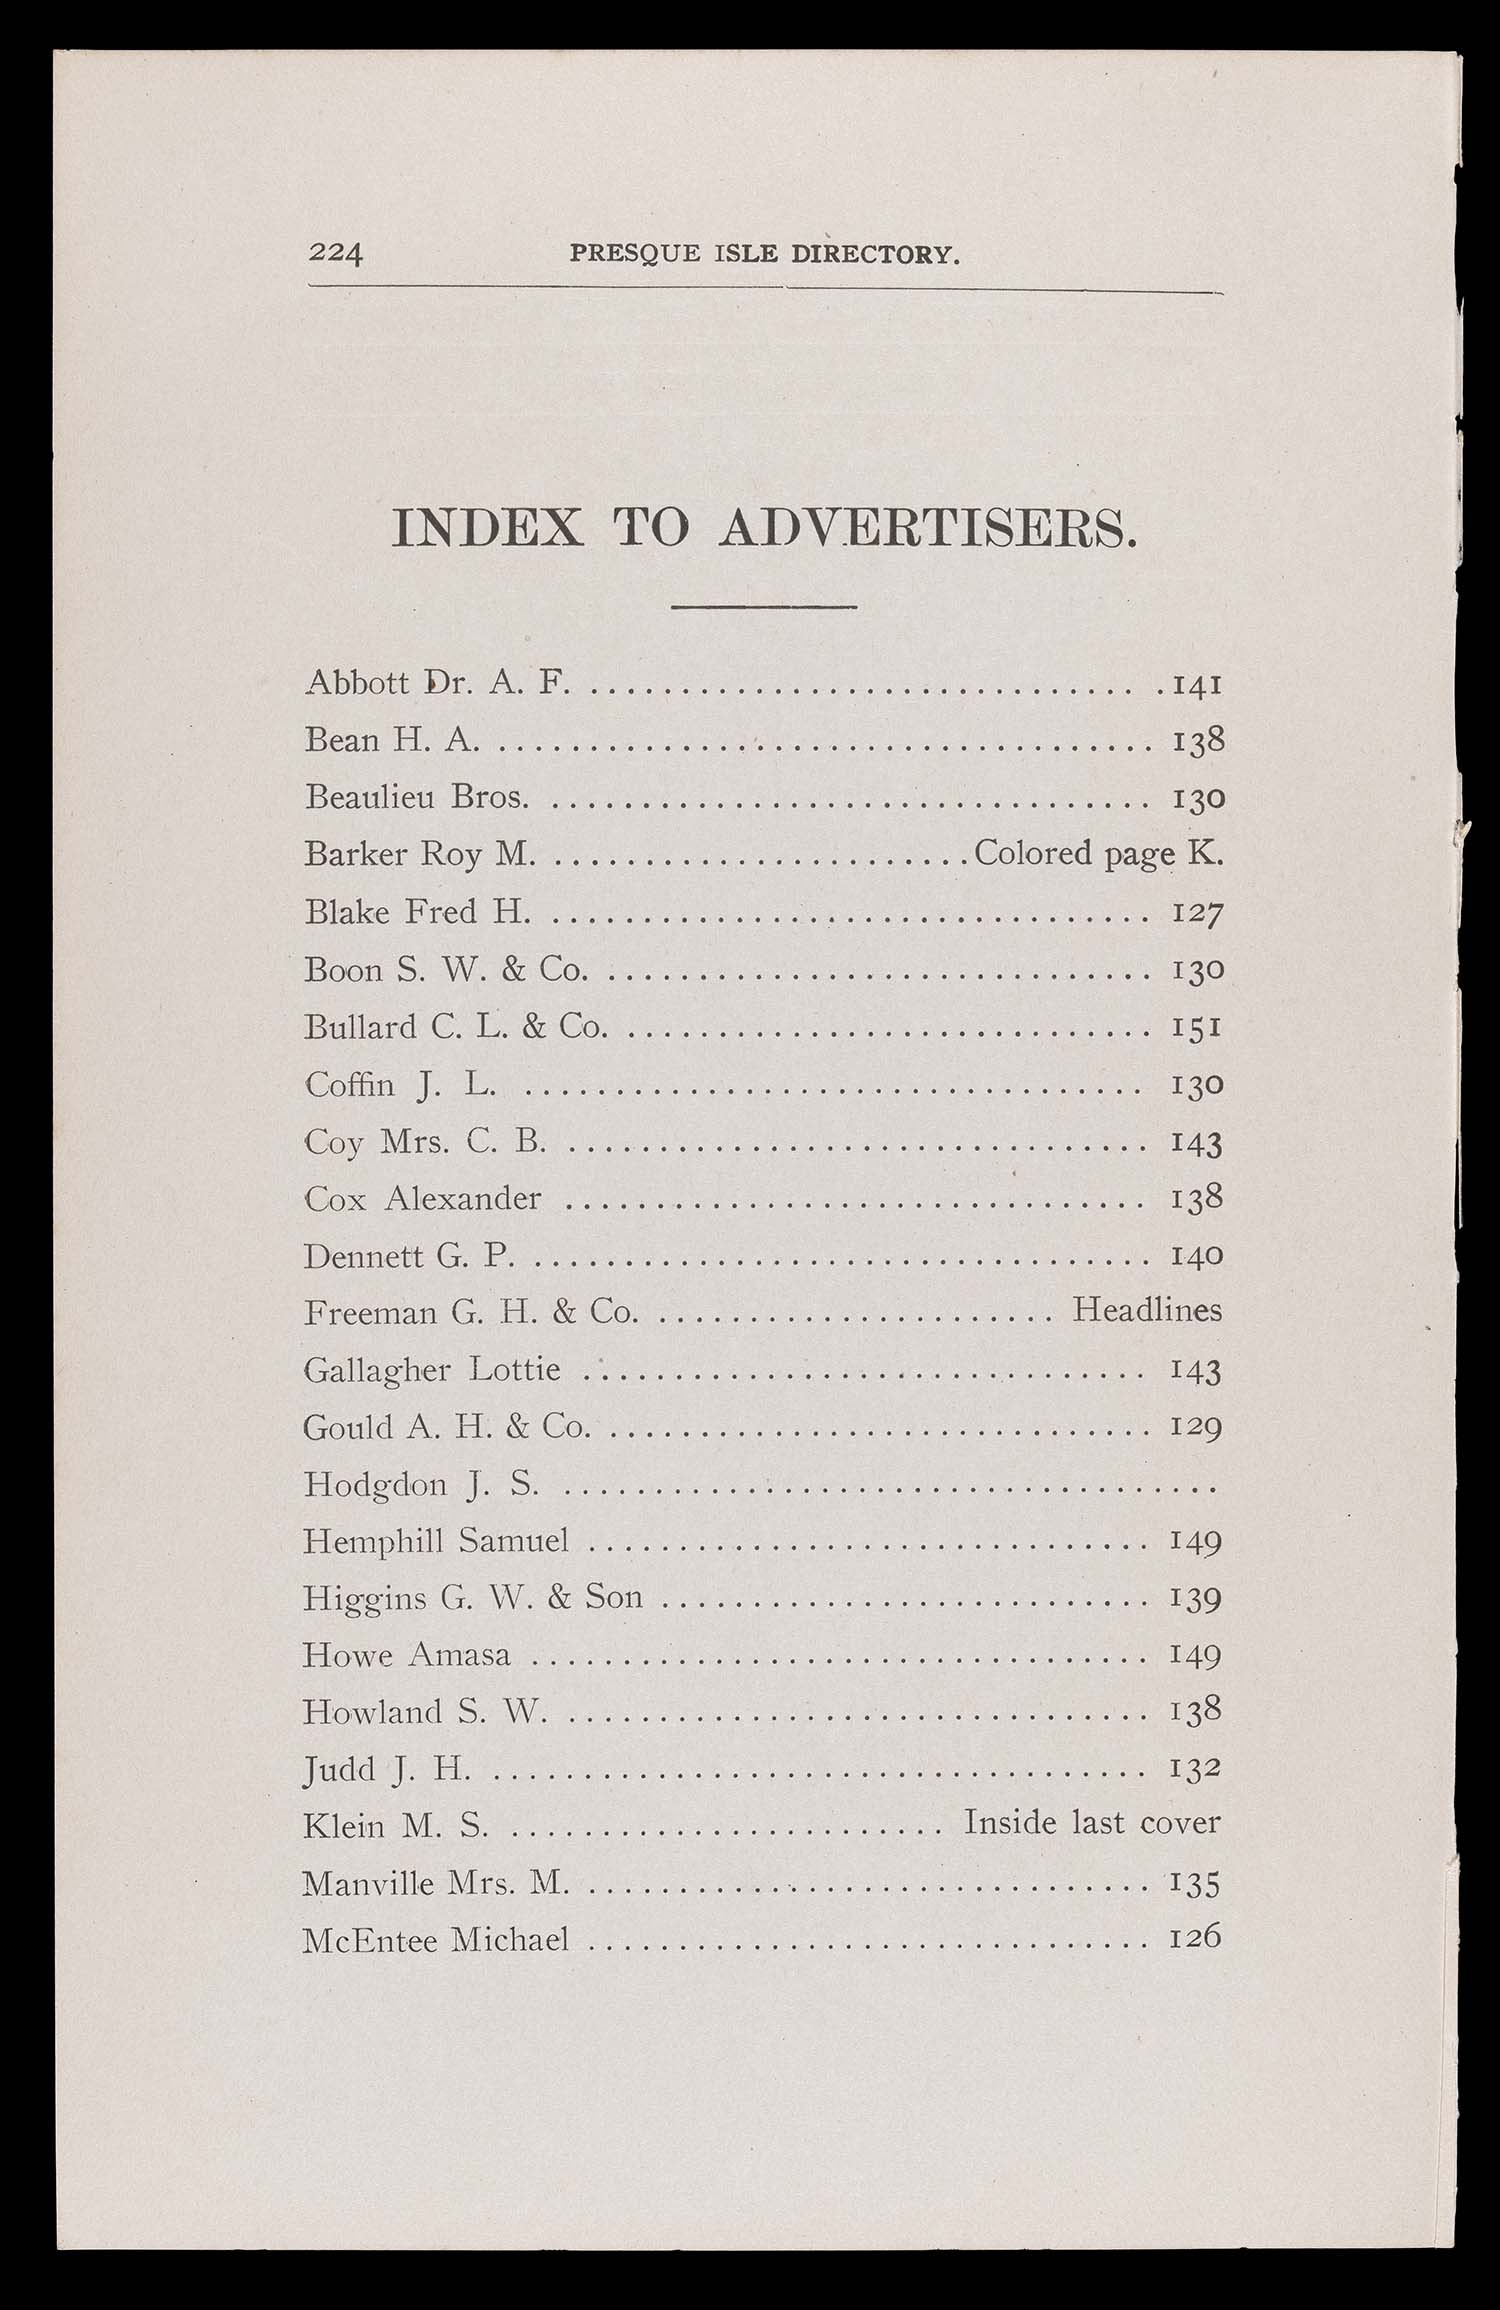 224 PRESQUE ISLE DIRECTORY.
INDEX TO ADVERTISERS.
Abbott Dr. A. F. . . . . . . . . . . . . . . . . . . . . . . . . . . . . . . . 141
Bean H. A. . . . . . . . . . . . . . . . . . . . . . . . . . . . . . . . . . . . . . 138
Beaulieu Bros. . . . . . . . . . . . . . . . . . . . . . . . . . . . . . . . . . . 130
Barker Roy M. . . . . . . . . . . . . . . . . . . . . . . . Colored page K.
Blake Fred H. . . . . . . . . . . . . . . . . . . . . . . . . . . . . . . . . . . 127
Boon S. W. & Co. . . . . . . . . . . . . . . . . . . . . . . . . . . . . . . . 130
Bullard C. L. & Co. . . . . . . . . . . . . . . . . . . . . . . . . . . . . . . 151
Coffin J. L. . . . . . . . . . . . . . . . . . . . . . . . . . . . . . . . . . . . 130
Coy Mrs. C. B. . . . . . . . . . . . . . . . . . . . . . . . . . . . . . . . . . 143
Cox Alexander . . . . . . . . . . . . . . . . . . . . . . . . . . . . . . . . . 138
Dennett G. P. . . . . . . . . . . . . . . . . . . . . . . . . . . . . . . . . . . . 140
Freeman G. H. & Co. . . . . . . . . . . . . . . . . . . . . . . Headlines
Gallagher Lottie . . . . . . . . . . . . . . . . . . . . . . . . . . . . . . . . 143
Gould A. H. & Co. . . . . . . . . . . . . . . . . . . . . . . . . . . . . . . . 129
Hodgdon J. S. . . . . . . . . . . . . . . . . . . . . . . . . . . . . . . . . . . . . .
Hemphill Samuel . . . . . . . . . . . . . . . . . . . . . . . . . . . . . . . . 149
Higgins G. W. & Son . . . . . . . . . . . . . . . . . . . . . . . . . . . . 139
Howe Amasa . . . . . . . . . . . . . . . . . . . . . . . . . . . . . . . . . . . 149
Howland S. W. . . . . . . . . . . . . . . . . . . . . . . . . . . . . . . . . . 138
Judd J. H. . . . . . . . . . . . . . . . . . . . . . . . . . . . . . . . . . . . . . 132
Klein M. S. . . . . . . . . . . . . . . . . . . . . . . . . Inside last cover
Manville Mrs. M. . . . . . . . . . . . . . . . . . . . . . . . . . . . . . . . . 135
McEntee Michael . . . . . . . . . . . . . . . . . . . . . . . . . . . . . . . . 126